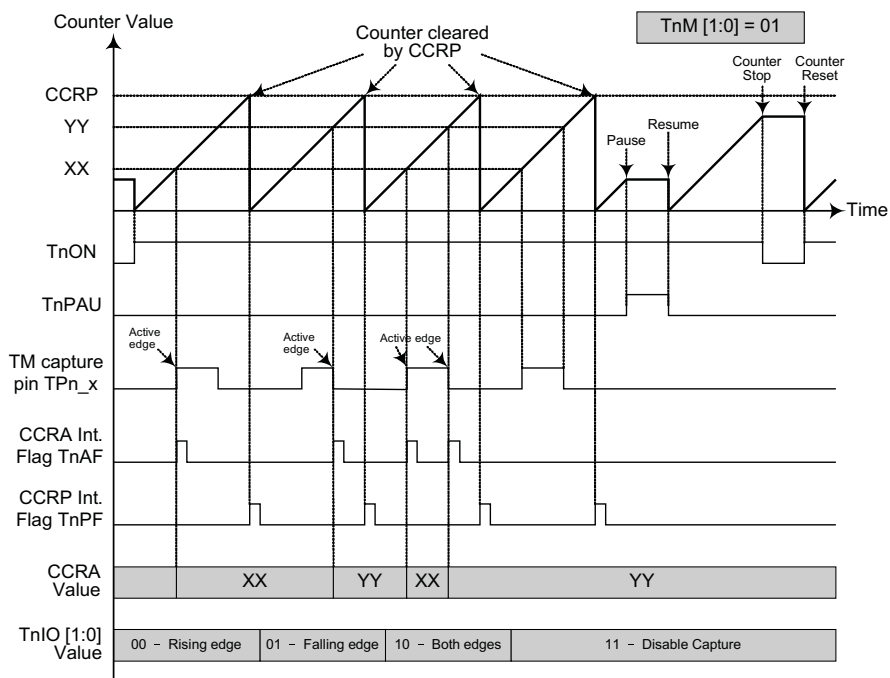 Counter Value
TnM [1:0] = 01
Counter cleared
by CCRP
Counter
Stop
Counter
Reset
CCRP
YY
Pause
Resume
XX
Time
TnON
TnPAU
Active
edge
Active
edge
Active edge
TM capture
pin TPn_x
CCRA Int.
Flag TnAF
CCRP Int.
Flag TnPF
CCRA
Value
XX
YY
XX
YY
TnIO [1:0]
Value
00 – Rising edge
01 – Falling edge
10 – Both edges
11 – Disable Capture